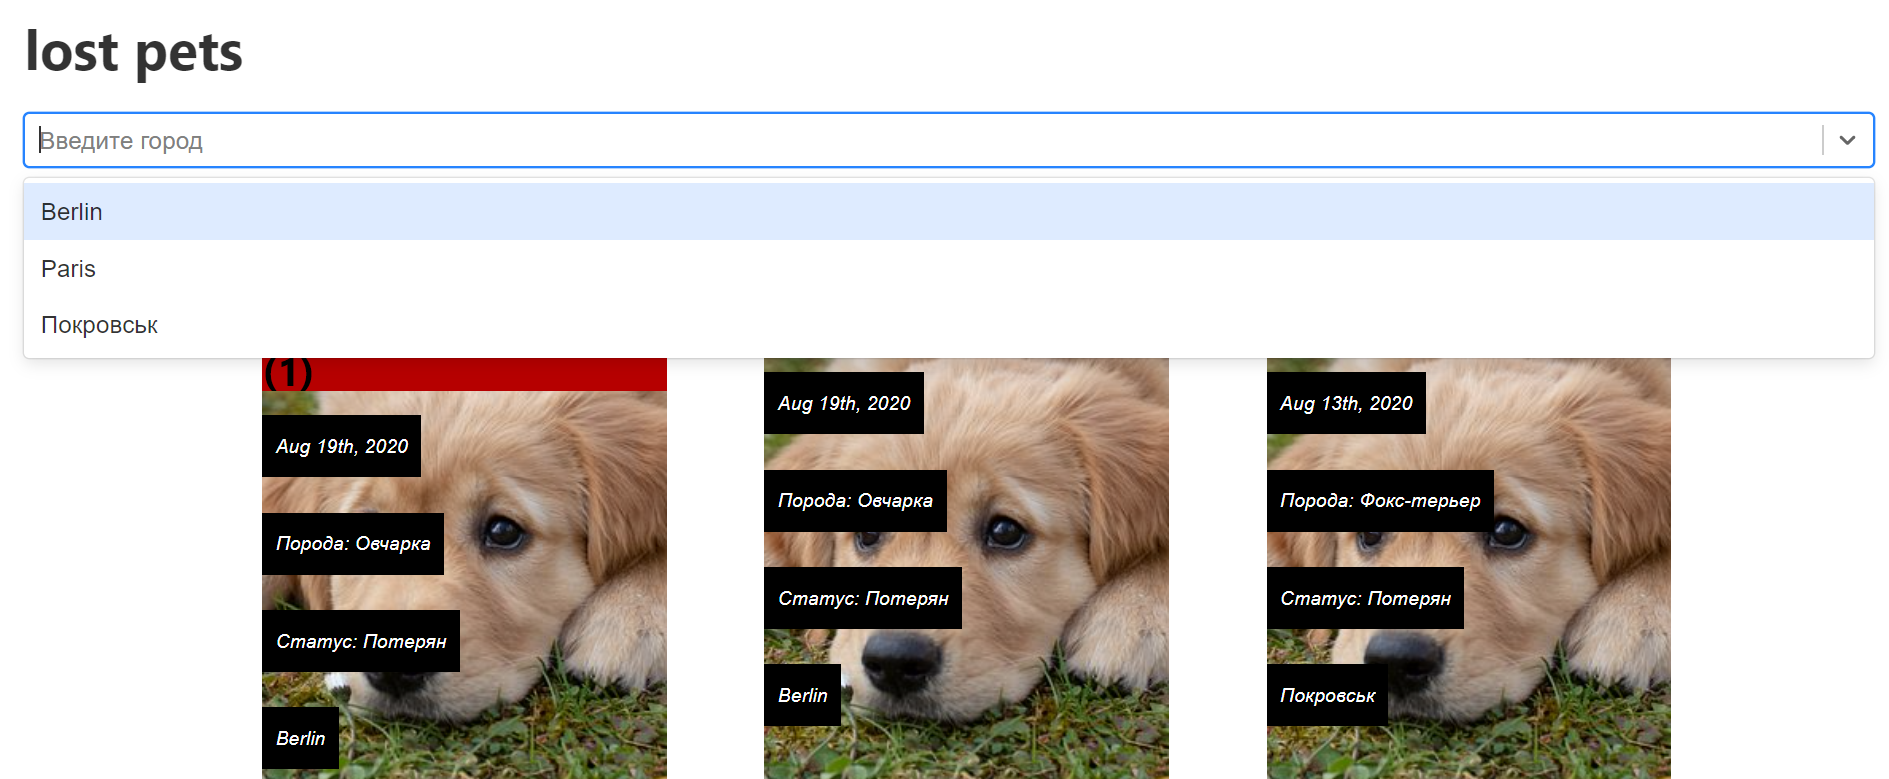 lost pets
Введите город
Berlin
Paris
Покровськ
(1)
Aug 19th, 2020
Порода: Овчарка
Статус: Потерян
Berlin
Aug 19th, 2020
Порода: Овчарка
Статус: Потерян
Berlin
Aug 13th, 2020
Порода: Фокс-терьер
Статус: Потерян
Покровськ